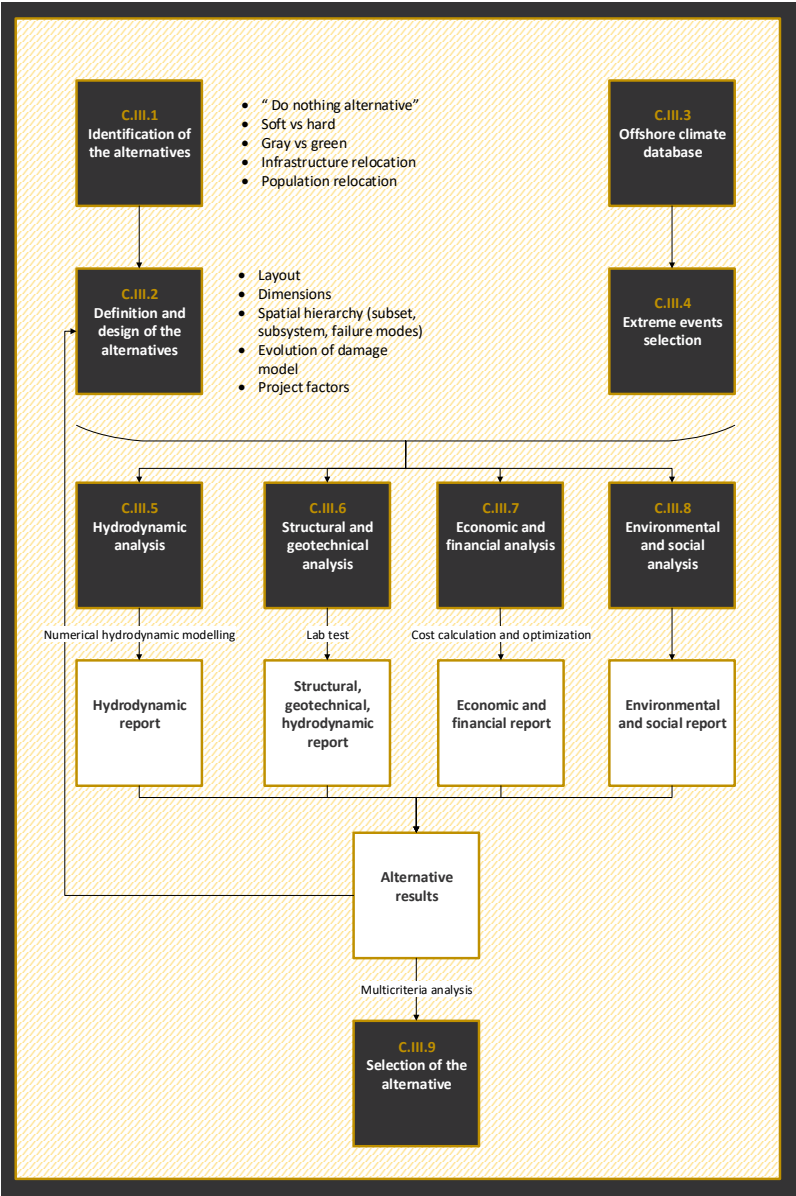 C.III.1
Identification of
the alternatives
• “ Do nothing alternative”
• Soft vs hard
• Gray vs green
• Infrastructure relocation
• Population relocation
C.III.3
Offshore climate
database
C.III.2
Definition and
design of the
alternatives
• Layout
• Dimensions
• Spatial hierarchy (subset,
subsystem, failure modes)
• Evolution of damage
model
• Project factors
C.III.4
Extreme events
selection
C.III.5
Hydrodynamic
analysis
C.III.6
Structural and
geotechnical
analysis
C.III.7
Economic and
financial analysis
C.III.8
Environmental
and social
analysis
Numerical hydrodynamic modelling
Lab test
Cost calculation and optimization
Hydrodynamic
report
Structural,
geotechnical,
hydrodynamic
report
Economic and
financial report
Environmental
and social report
Alternative
results
Multicriteria analysis
C.III.9
Selection of the
alternative